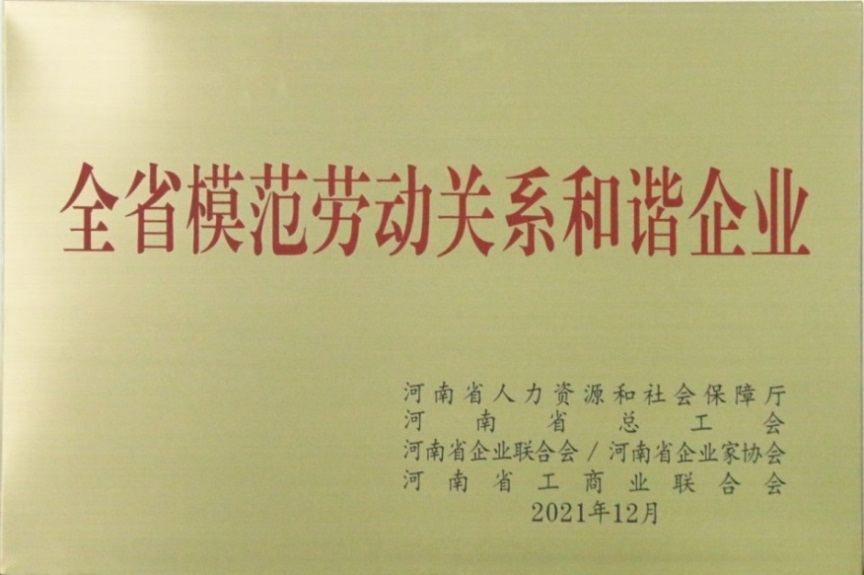 全省模范劳动关系和谐企业
河南省人力资源和社会保障厅
河南省总工会
河南省企业联合会 / 河南省企业家协会
河南省工商业联合会
2021年12月